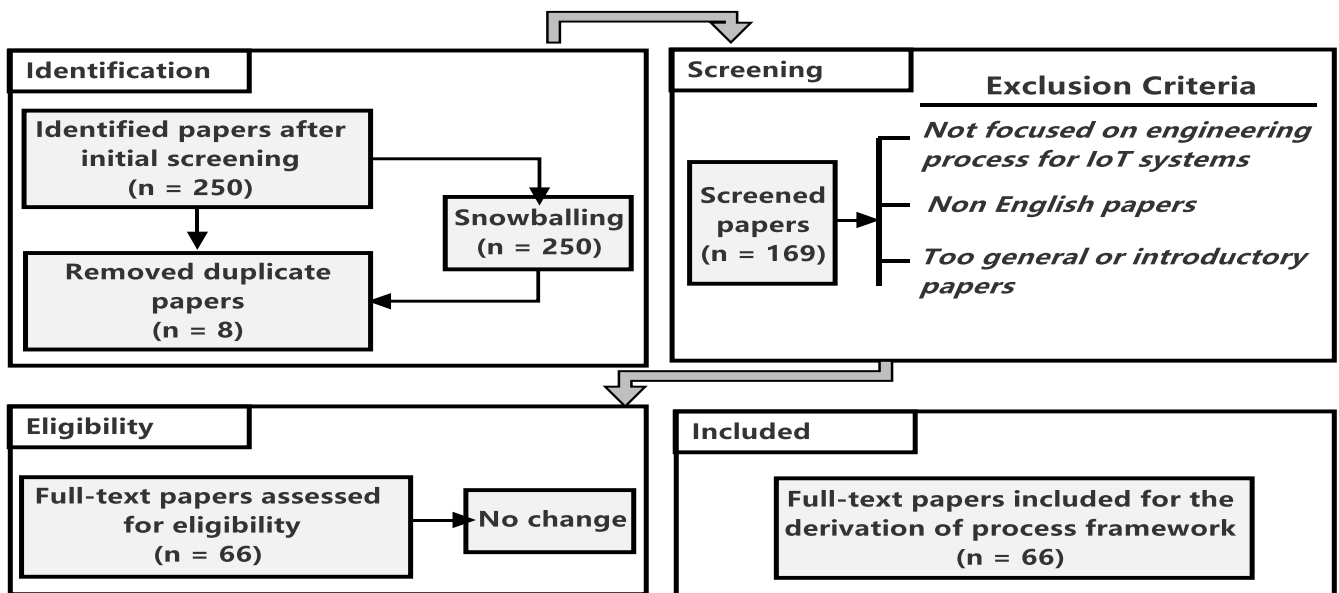 Identification
Identified papers after
initial screening
(n = 250)
Snowballing
(n = 250)
Removed duplicate
papers
(n = 8)
Screening
Screened
papers
(n = 169)
Exclusion Criteria
Not focused on engineering
process for IoT systems
Non English papers
Too general or introductory
papers
Eligibility
Full-text papers assessed
for eligibility
(n = 66)
No change
Included
Full-text papers included for the
derivation of process framework
(n = 66)